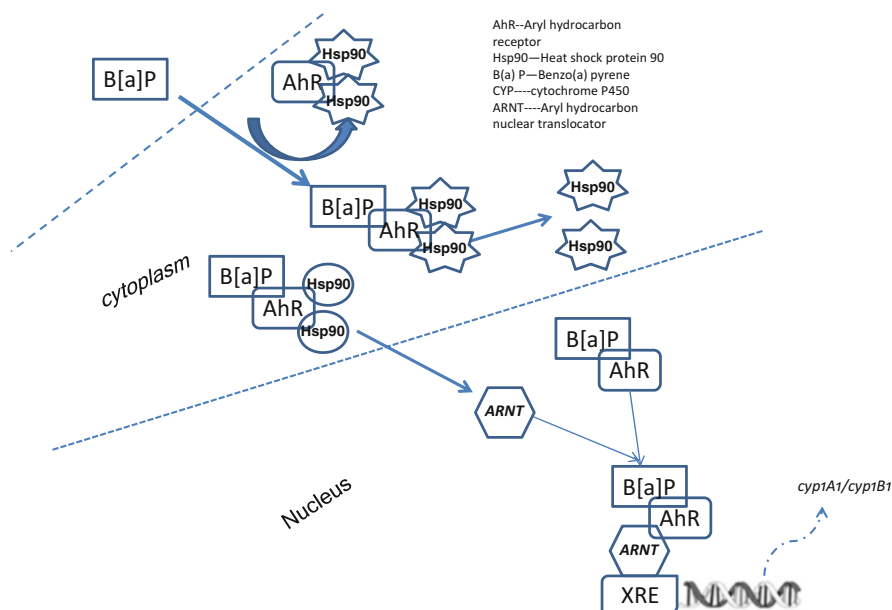 B[a]P
Hsp90
AhR
Hsp90
AhR--Aryl hydrocarbon
receptor
Hsp90—Heat shock protein 90
B(a) P—Benzo(a) pyrene
CYP----cytochrome P450
ARNT----Aryl hydrocarbon
nuclear translocator
B[a]P
Hsp90
AhR
Hsp90
Hsp90
Hsp90
cytoplasm
B[a]P
Hsp90
AhR
Hsp90
B[a]P
AhR
ARNT
Nucleus
B[a]P
AhR
ARNT
XRE
cyp1A1/cyp1B1